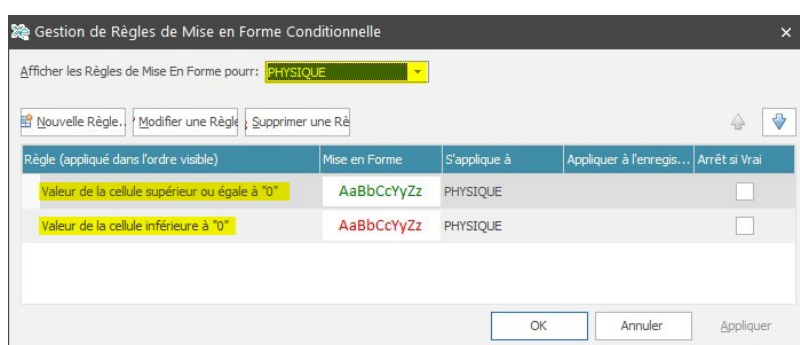 Gestion de Règles de Mise en Forme Conditionnelle
Afficher les Règles de Mise En Forme pourr: PHYSIQUE
Nouvelle Règle.. Modifier une Règle Supprimer une Rè
Règle (appliqué dans l'ordre visible) Mise en Forme S'applique à Appliquer à l'enregis... Arrêt si Vrai
Valeur de la cellule supérieur ou égale à "0" AaBbCcYyZz PHYSIQUE
Valeur de la cellule inférieure à "0" AaBbCcYyZz PHYSIQUE
OK Annuler Appliquer